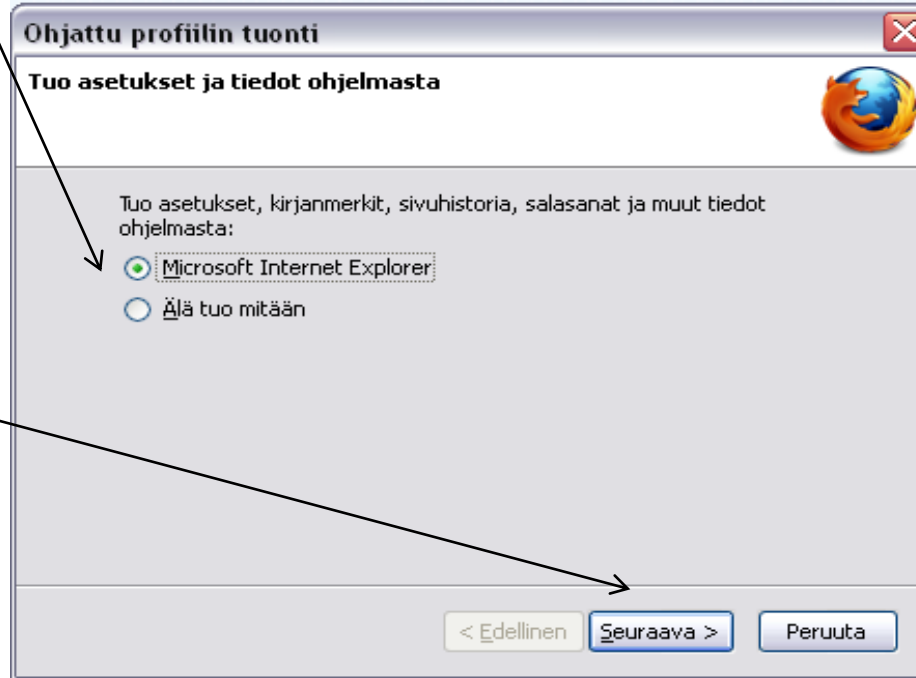 Ohjattu profiilin tuonti
Tuo asetukset ja tiedot ohjelmasta
Tuo asetukset, kirjanmerkit, sivuhistoria, salasanat ja muut tiedot
ohjelmasta:
Microsoft Internet Explorer
Älä tuo mitään
< Edellinen Seuraava > Peruuta